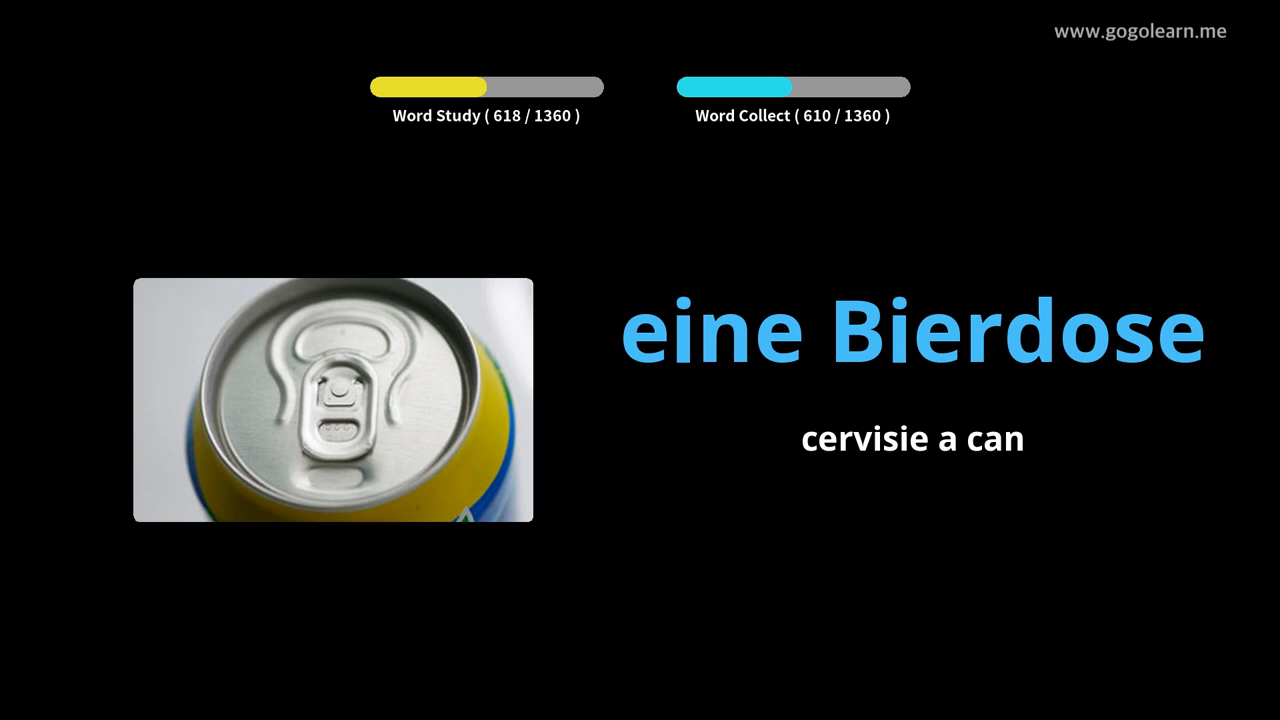 www.gogolearn.me
Word Study ( 618 / 1360 )
Word Collect ( 610 / 1360 )
eine Bierdose
cervisie a can